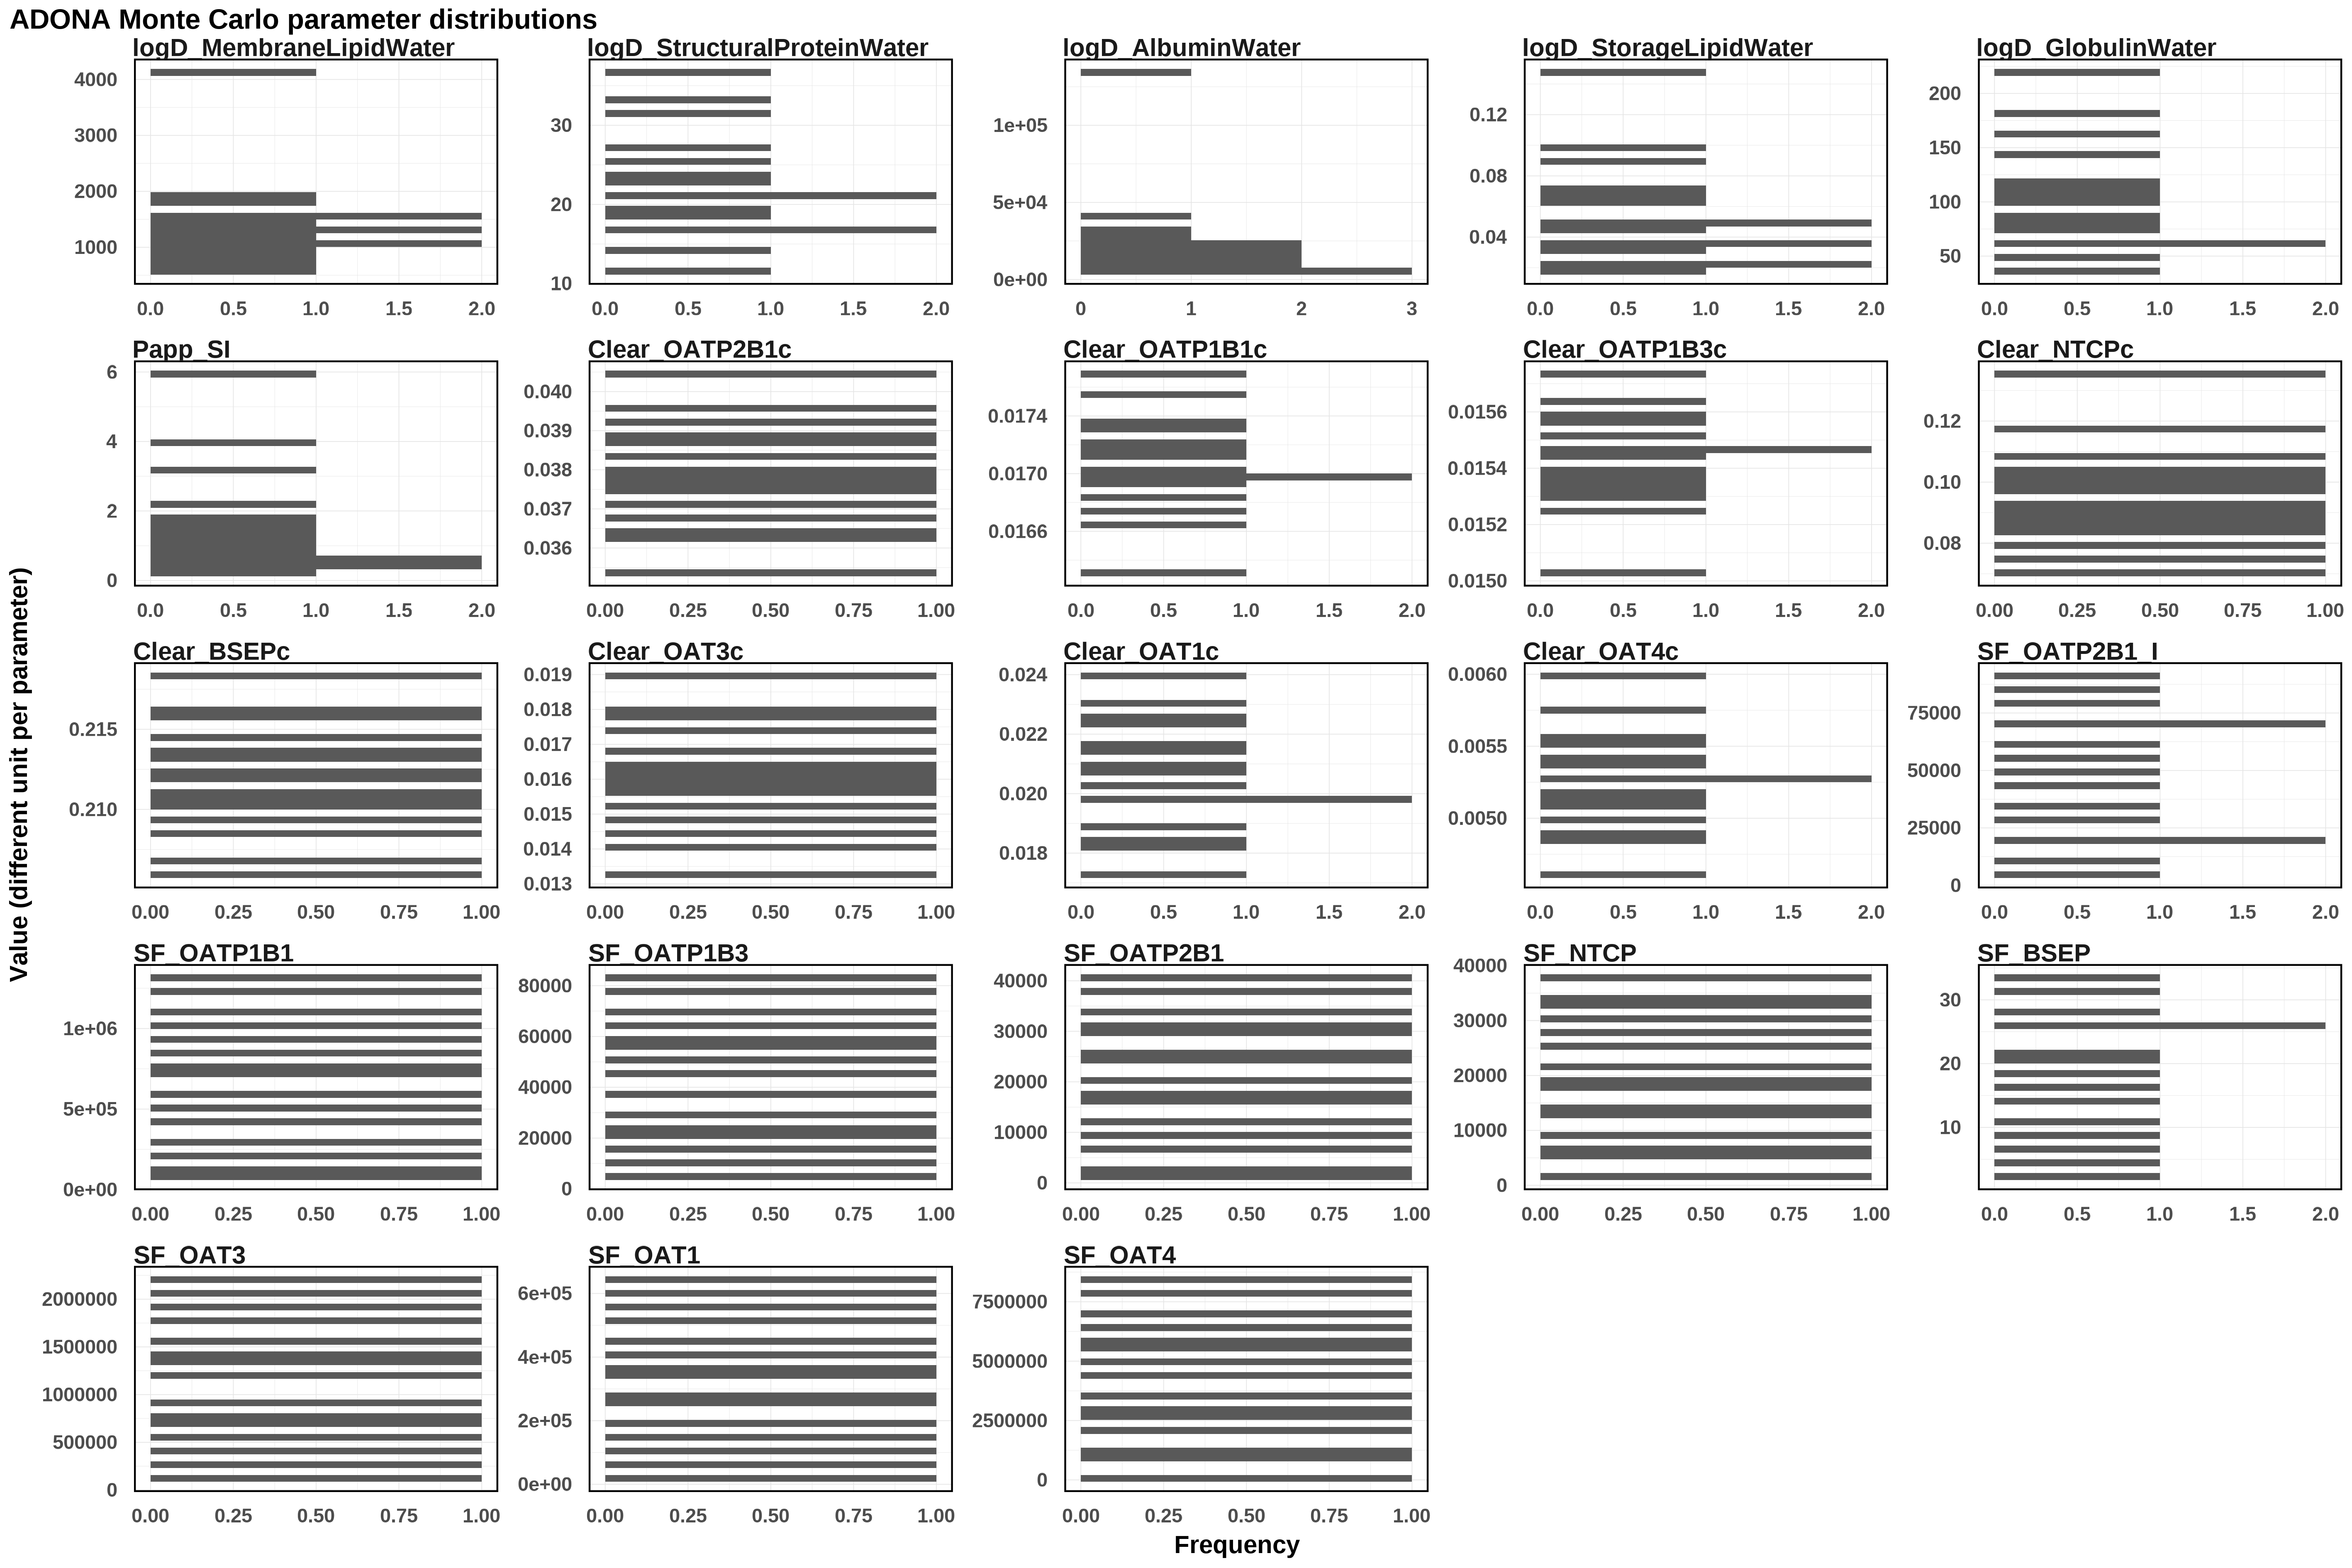 ADONA Monte Carlo parameter distributions
logD_MembraneLipidWater logD_StructuralProteinWater logD_AlbuminWater logD_StorageLipidWater logD_GlobulinWater
4000 3000 2000 1000
30 20 10
1e+05 5e+04 0e+00
0.12 0.08 0.04
200 150 100 50
0.0 0.5 1.0 1.5 2.0 0.0 0.5 1.0 1.5 2.0 0 1 2 3 0.0 0.5 1.0 1.5 2.0 0.0 0.5 1.0 1.5 2.0
Papp_SI Clear_OATP2B1c Clear_OATP1B1c Clear_OATP1B3c Clear_NTCPc
6 4 2 0
0.040 0.039 0.038 0.037 0.036
0.0174 0.0170 0.0166
0.0156 0.0154 0.0152 0.0150
0.12 0.10 0.08
0.0 0.5 1.0 1.5 2.0 0.00 0.25 0.50 0.75 1.00 0.0 0.5 1.0 1.5 2.0 0.0 0.5 1.0 1.5 2.0 0.00 0.25 0.50 0.75 1.00
Value (different unit per parameter)
Clear_BSEPc Clear_OAT3c Clear_OAT1c Clear_OAT4c SF_OATP2B1_I
0.215 0.210
0.019 0.018 0.017 0.016 0.015 0.014 0.013
0.024 0.022 0.020 0.018
0.0060 0.0055 0.0050
75000 50000 25000 0
0.00 0.25 0.50 0.75 1.00 0.00 0.25 0.50 0.75 1.00 0.0 0.5 1.0 1.5 2.0 0.0 0.5 1.0 1.5 2.0 0.0 0.5 1.0 1.5 2.0
SF_OATP1B1 SF_OATP1B3 SF_OATP2B1 SF_NTCP SF_BSEP
1e+06 5e+05 0e+00
80000 60000 40000 20000 0
40000 30000 20000 10000 0
40000 30000 20000 10000 0
30 20 10
0.00 0.25 0.50 0.75 1.00 0.00 0.25 0.50 0.75 1.00 0.00 0.25 0.50 0.75 1.00 0.00 0.25 0.50 0.75 1.00 0.0 0.5 1.0 1.5 2.0
SF_OAT3 SF_OAT1 SF_OAT4
2000000 1500000 1000000 500000 0
6e+05 4e+05 2e+05 0e+00
7500000 5000000 2500000 0
0.00 0.25 0.50 0.75 1.00 0.00 0.25 0.50 0.75 1.00 0.00 0.25 0.50 0.75 1.00
Frequency